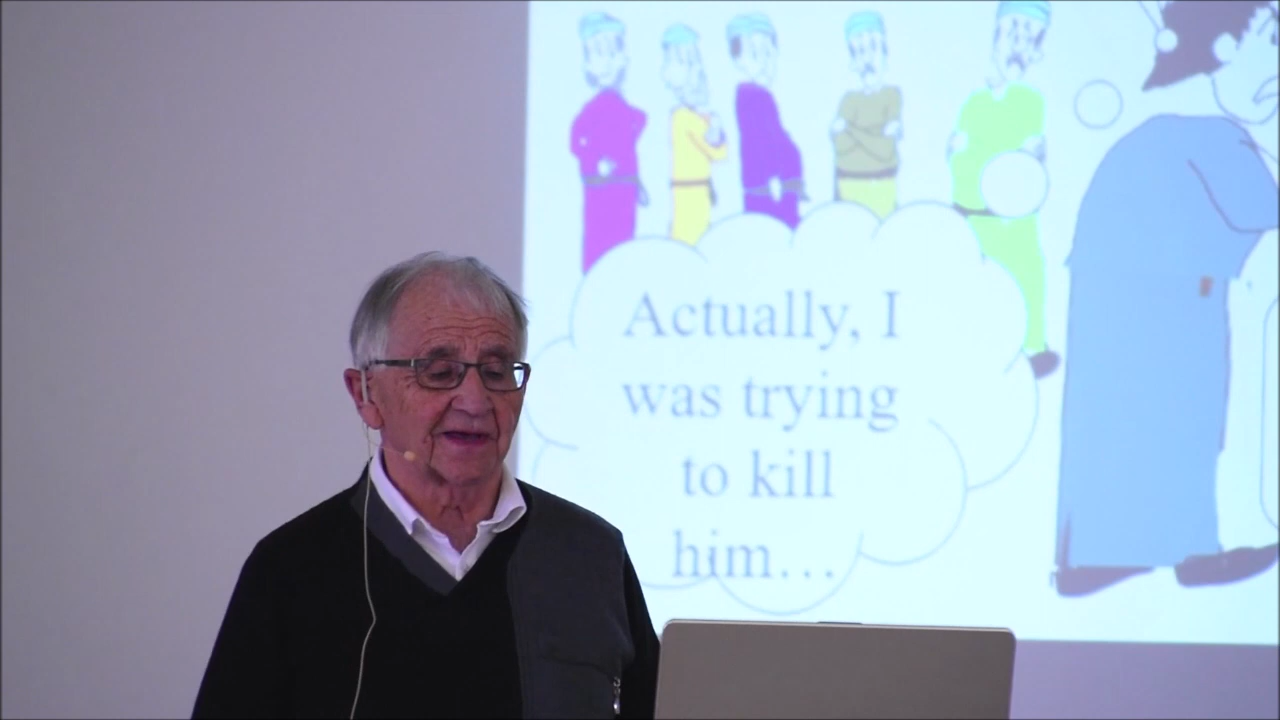 Actually, I
was trying
to kill
him…